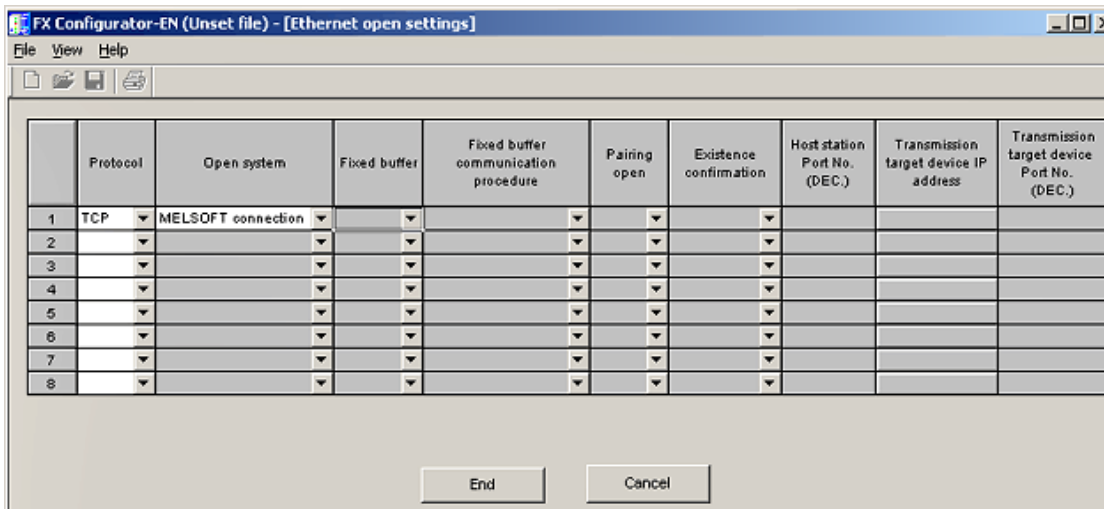 FX Configurator-EN (Unset file) - [Ethernet open settings]
File View Help
Protocol
Open system
Fixed buffer
Fixed buffer
communication
procedure
Pairing
open
Existence
confirmation
Host station
Port No.
(DEC.)
Transmission
target device IP
address
Transmission
target device
Port No.
(DEC.)
1 TCP MELSOFT connection
2
3
4
5
6
7
8
End Cancel